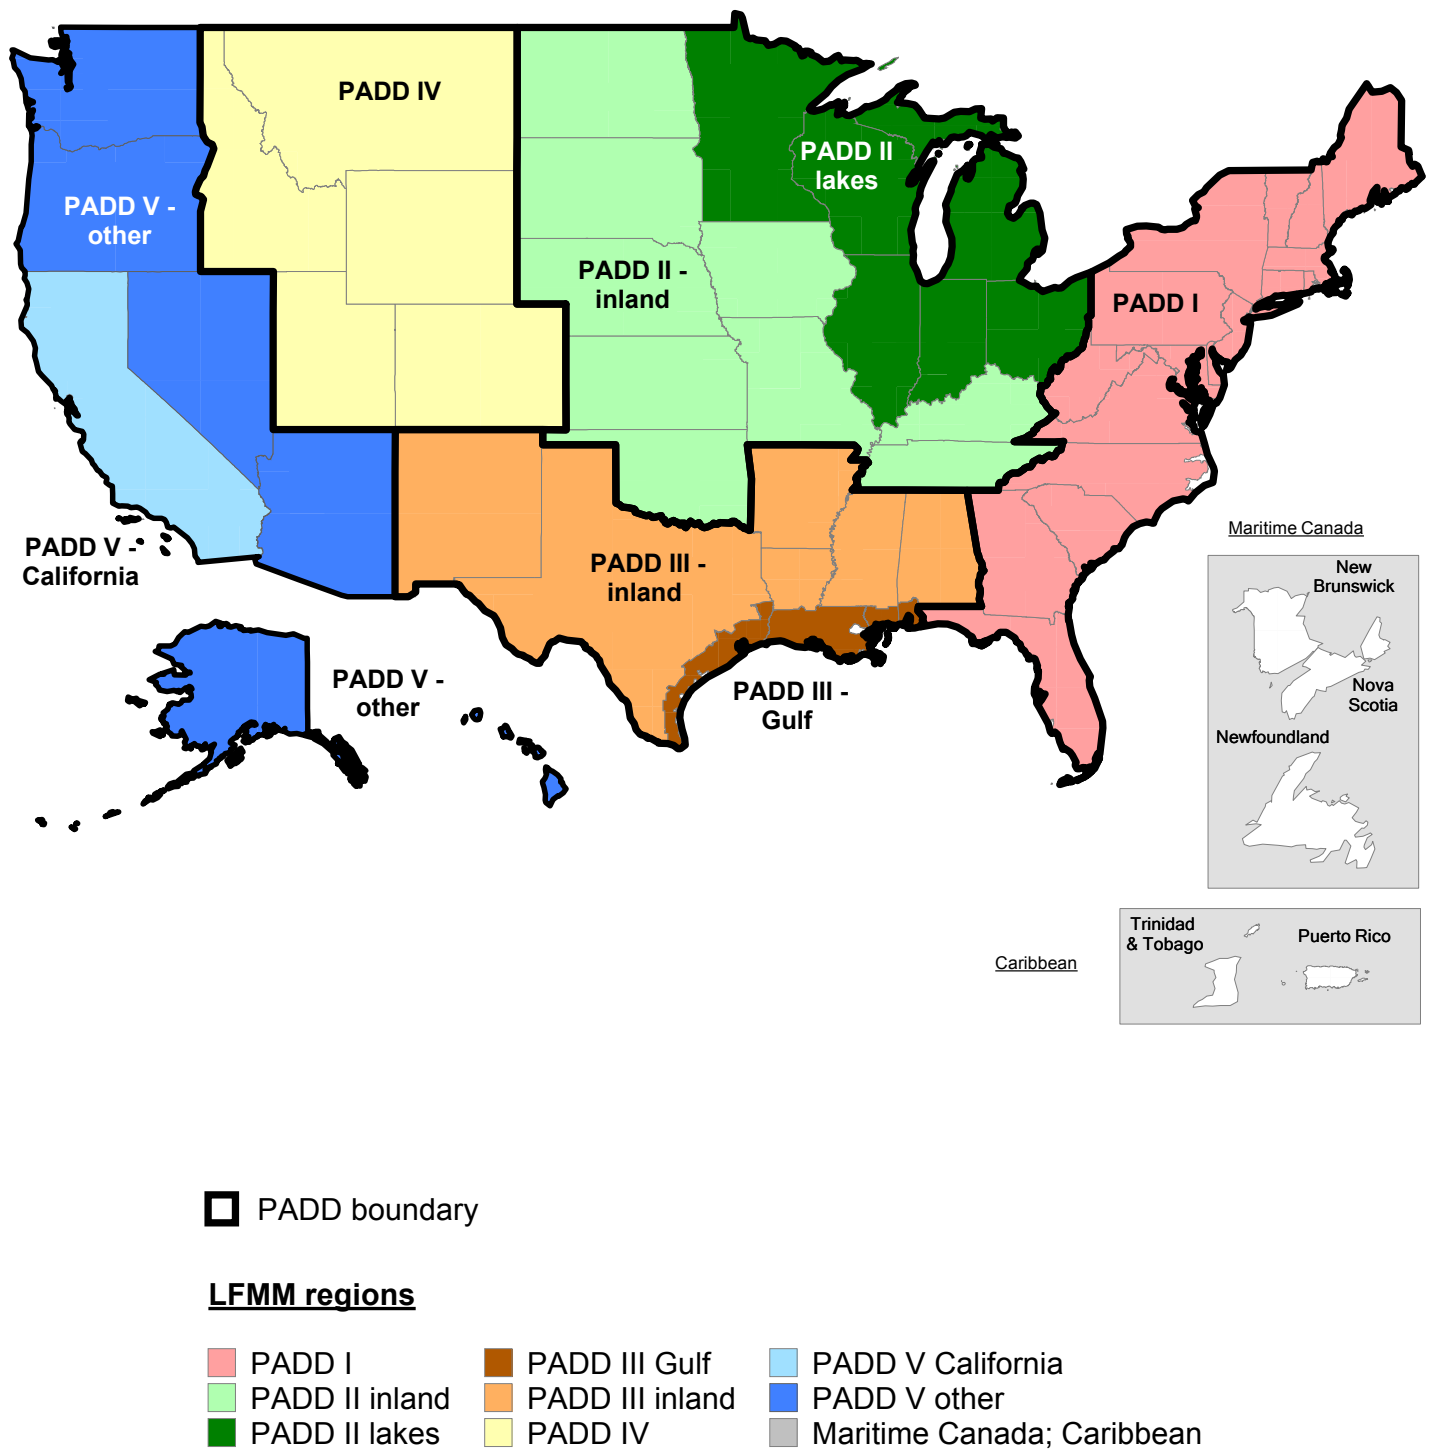 PADD IV
PADD II
lakes
PADD V -
other
PADD II -
inland
PADD I
Maritime Canada
PADD V -
California
PADD III -
inland
New
Brunswick
PADD V -
other
PADD III -
Gulf
Nova
Scotia
Newfoundland
Trinidad
& Tobago
Puerto Rico
Caribbean
PADD boundary
LFMM regions
PADD I
PADD II inland
PADD II lakes
PADD III Gulf
PADD III inland
PADD IV
PADD V California
PADD V other
Maritime Canada; Caribbean